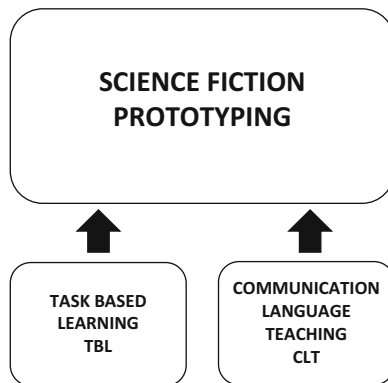 SCIENCE FICTION
PROTOTYPING
TASK BASED
LEARNING
TBL
COMMUNICATION
LANGUAGE
TEACHING
CLT